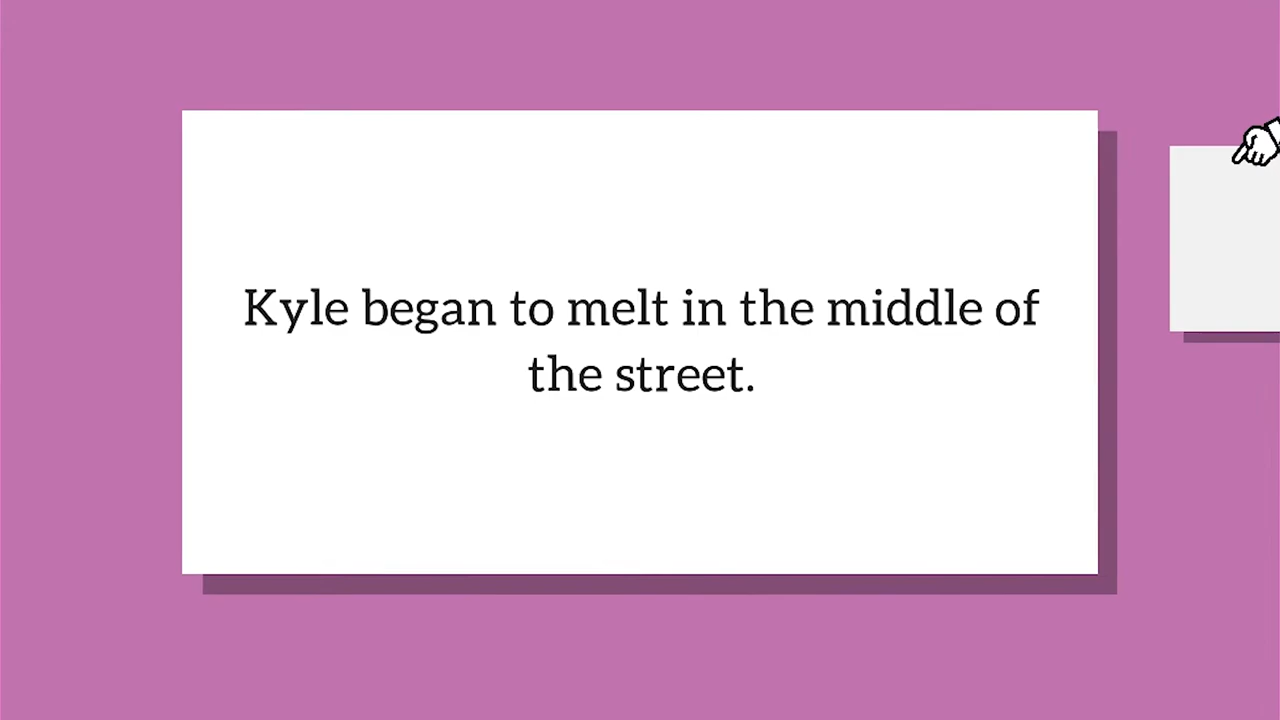 Kyle began to melt in the middle of
the street.